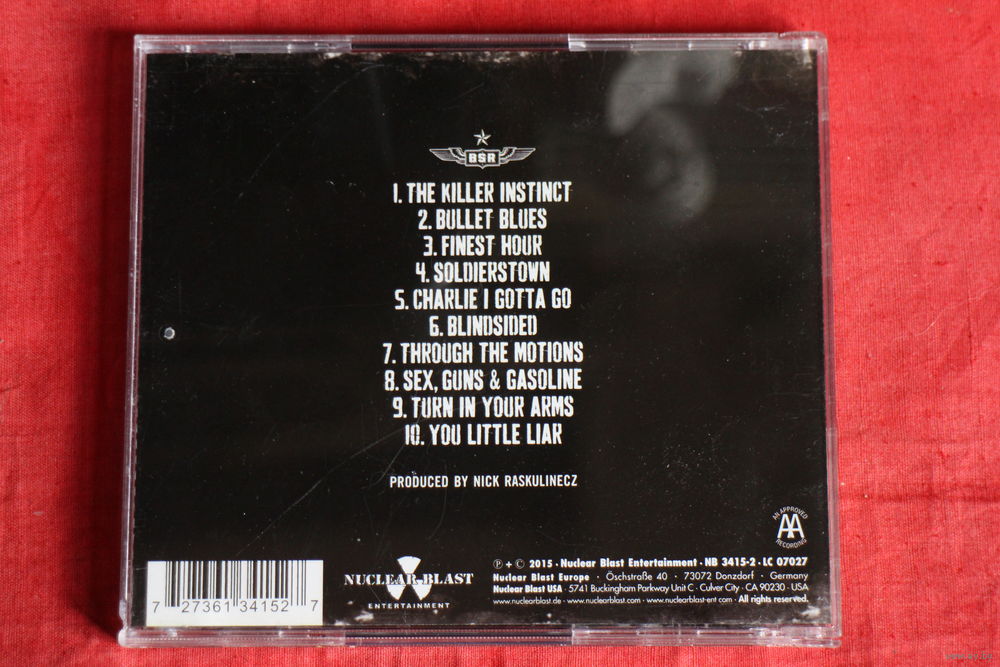 BSR
1. THE KILLER INSTINCT
2. BULLET BLUES
3. FINEST HOUR
4. SOLDIERSTOWN
5. CHARLIE I GOTTA GO
6. BLINDSIDED
7. THROUGH THE MOTIONS
8. SEX, GUNS & GASOLINE
9. TURN IN YOUR ARMS
10. YOU LITTLE LIAR
PRODUCED BY NICK RASKULINECZ
AN APPROVED
AA
RECORDING
7 27361 34152 7
NUCLEAR BLAST
ENTERTAINMENT
℗ + © 2015 · Nuclear Blast Entertainment · NB 3415-2 · LC 07027
Nuclear Blast Europe · Öschstraße 40 · 73072 Donzdorf · Germany
Nuclear Blast USA · 5741 Buckingham Parkway Unit C · Culver City · CA 90230 · USA
www.nuclearblast.de · www.nuclearblast.com · www.nuclearblast-ent.com · All rights reserved.